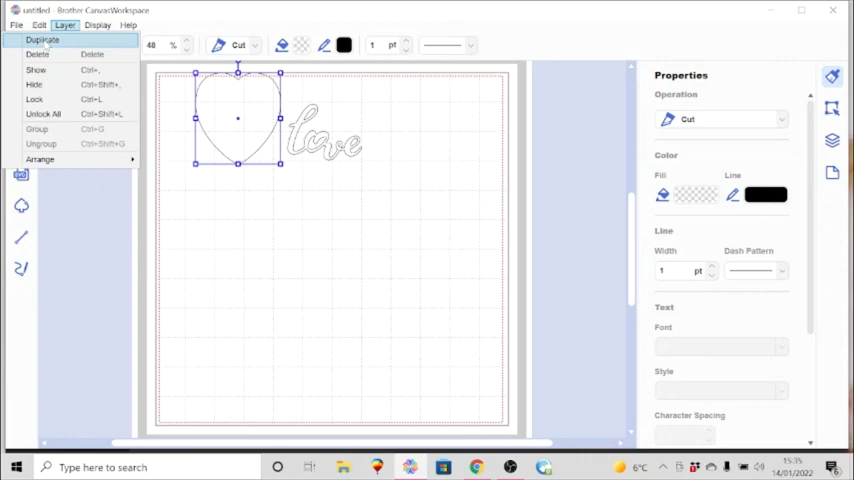 untitled - Brother CanvasWorkspace
File Edit Layer Display Help
Duplicate
Delete Delete
Show Ctrl+,
Hide Ctrl+Shift+,
Lock Ctrl+L
Unlock All Ctrl+Shift+L
Group Ctrl+G
Ungroup Ctrl+Shift+G
Arrange
48 % Cut 1 pt
love
Properties
Operation
Cut
Color
Fill Line
Line
Width Dash Pattern
1 pt
Text
Font
Style
Character Spacing
Type here to search
6°C
15:35
14/01/2022
6